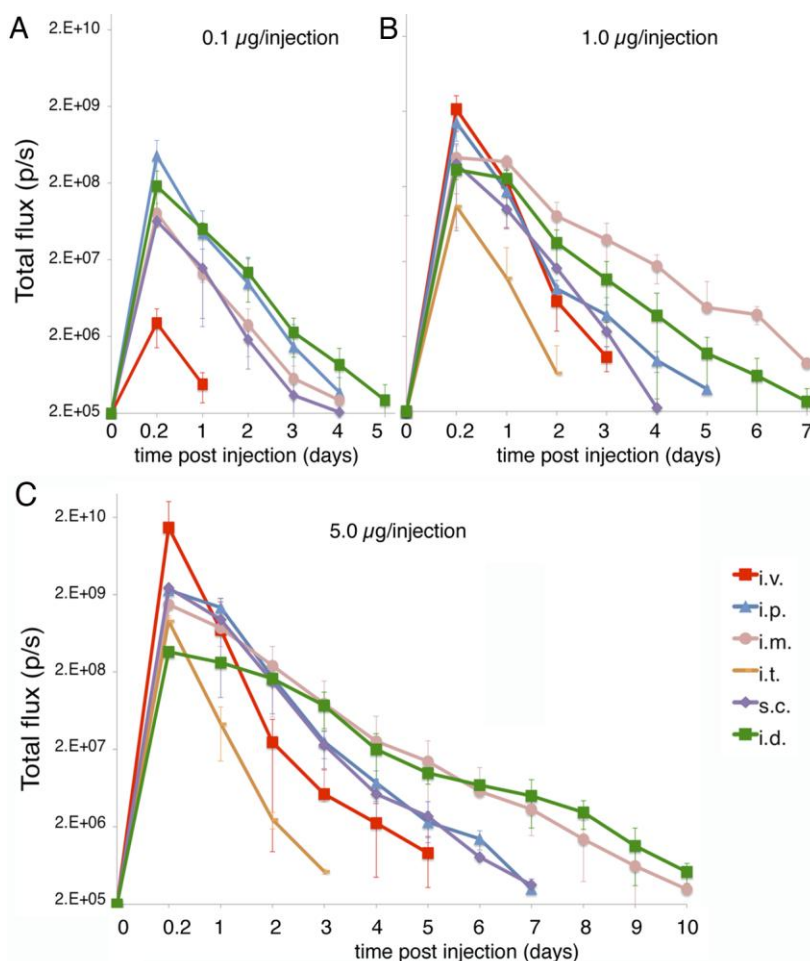 A
0.1 µg/injection
Total flux (p/s)
2.E+10
2.E+09
2.E+08
2.E+07
2.E+06
2.E+05
0 0.2 1 2 3 4 5
time post injection (days)
B
1.0 µg/injection
0 0.2 1 2 3 4 5 6 7
time post injection (days)
C
5.0 µg/injection
Total flux (p/s)
2.E+10
2.E+09
2.E+08
2.E+07
2.E+06
2.E+05
0 0.2 1 2 3 4 5 6 7 8 9 10
time post injection (days)
i.v.
i.p.
i.m.
i.t.
s.c.
i.d.